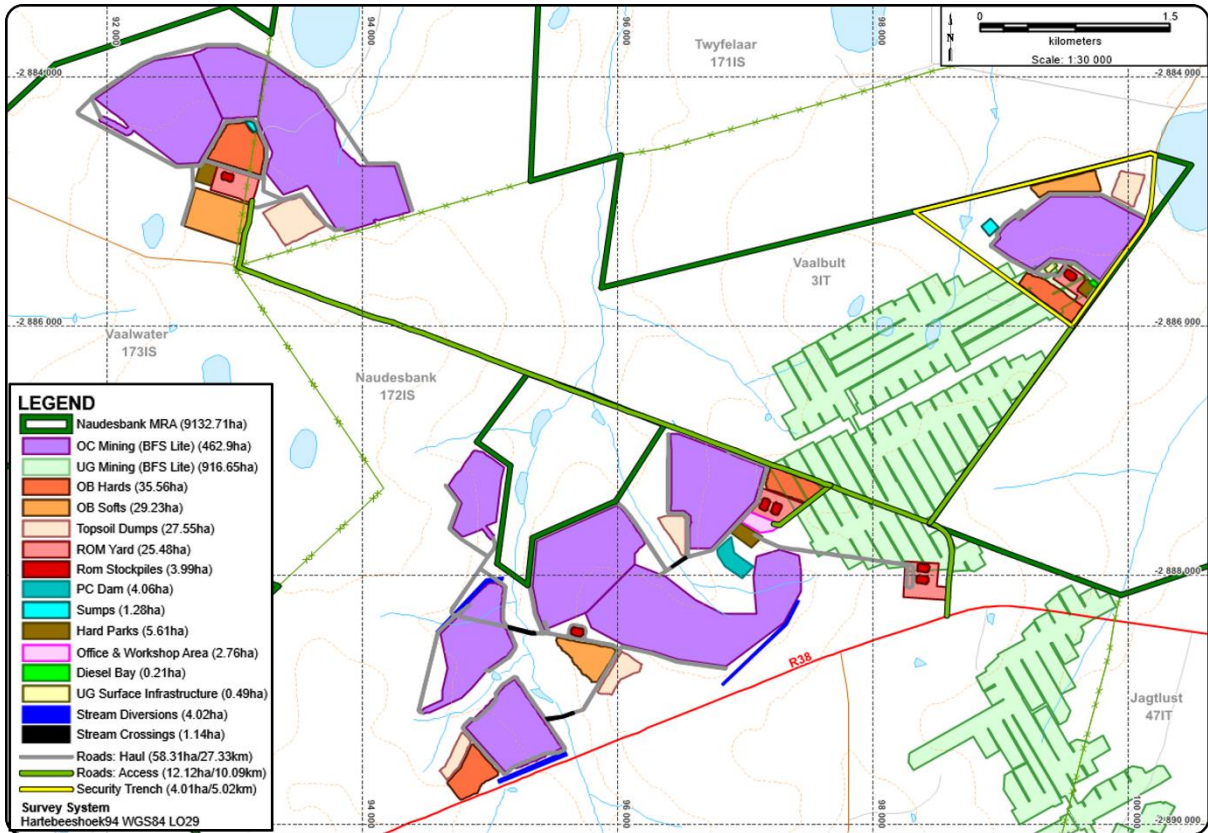 92 000
94 000
96 000
98 000
0 1.5
kilometers
Scale: 1:30 000
N
Twyfelaar
171IS
-2 884 000
-2 884 000
Vaalbult
3IT
-2 886 000
-2 886 000
Vaalwater
173IS
Naudesbank
172IS
LEGEND
Naudesbank MRA (9132.71ha)
OC Mining (BFS Lite) (462.9ha)
UG Mining (BFS Lite) (916.65ha)
OB Hards (35.56ha)
OB Softs (29.23ha)
Topsoil Dumps (27.55ha)
ROM Yard (25.48ha)
Rom Stockpiles (3.99ha)
PC Dam (4.06ha)
Sumps (1.28ha)
Hard Parks (5.61ha)
Office & Workshop Area (2.76ha)
Diesel Bay (0.21ha)
UG Surface Infrastructure (0.49ha)
Stream Diversions (4.02ha)
Stream Crossings (1.14ha)
Roads: Haul (58.31ha/27.33km)
Roads: Access (12.12ha/10.09km)
Security Trench (4.01ha/5.02km)
Survey System
Hartebeeshoek94 WGS84 LO29
-2 888 000
R38
Jagtlust
47IT
94 000
96 000
98 000
-2 890 000